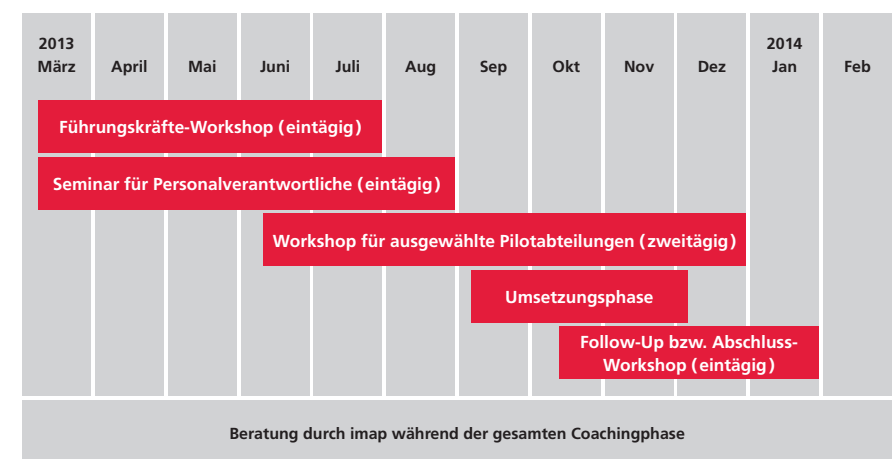 2013
März April Mai Juni Juli Aug Sep Okt Nov Dez
2014
Jan Feb
Führungskräfte-Workshop (eintägig)
Seminar für Personalverantwortliche (eintägig)
Workshop für ausgewählte Pilotabteilungen (zweitägig)
Umsetzungsphase
Follow-Up bzw. Abschluss-
Workshop (eintägig)
Beratung durch imap während der gesamten Coachingphase